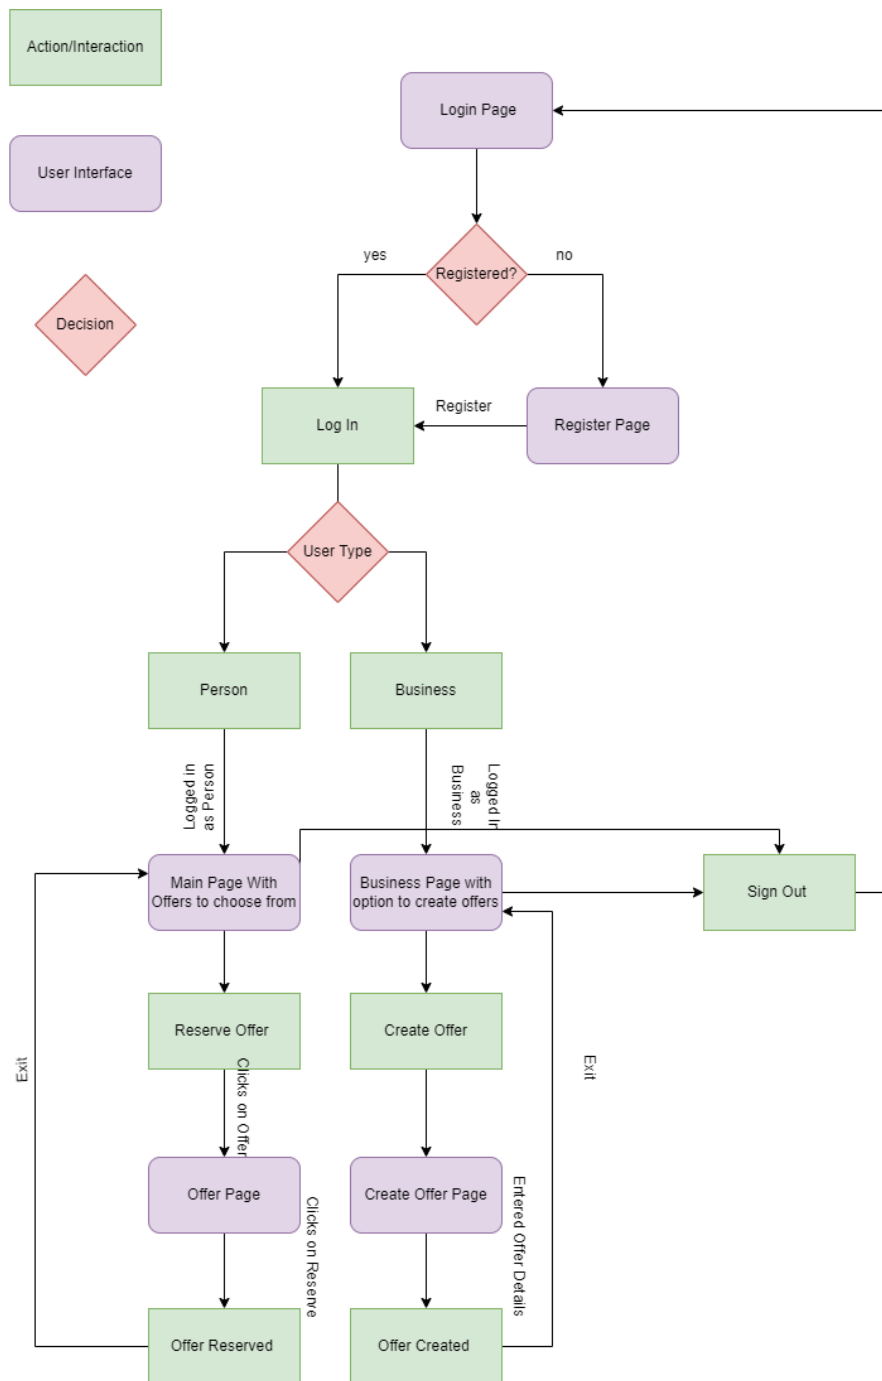 Action/Interaction
Login Page
User Interface
yes
no
Registered?
Decision
Register
Log In
Register Page
User Type
Person
Business
Logged in
as Person
Logged In
as
Business
Main Page With
Offers to choose from
Business Page with
option to create offers
Sign Out
Reserve Offer
Create Offer
Exit
Clicks on Offer
Exit
Offer Page
Create Offer Page
Clicks on Reserve
Entered Offer Details
Offer Reserved
Offer Created